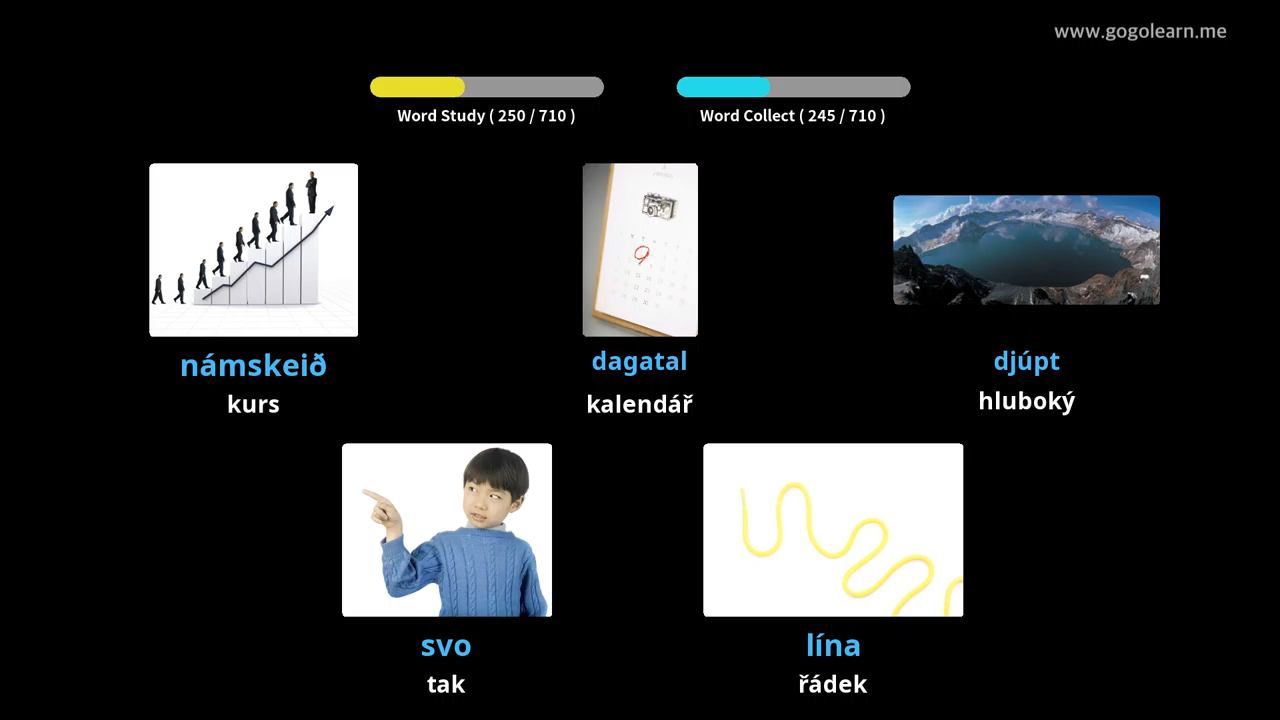 www.gogolearn.me
Word Study ( 250 / 710 )
Word Collect ( 245 / 710 )
námskeið
kurs
dagatal
kalendář
djúpt
hluboký
svo
tak
lína
řádek